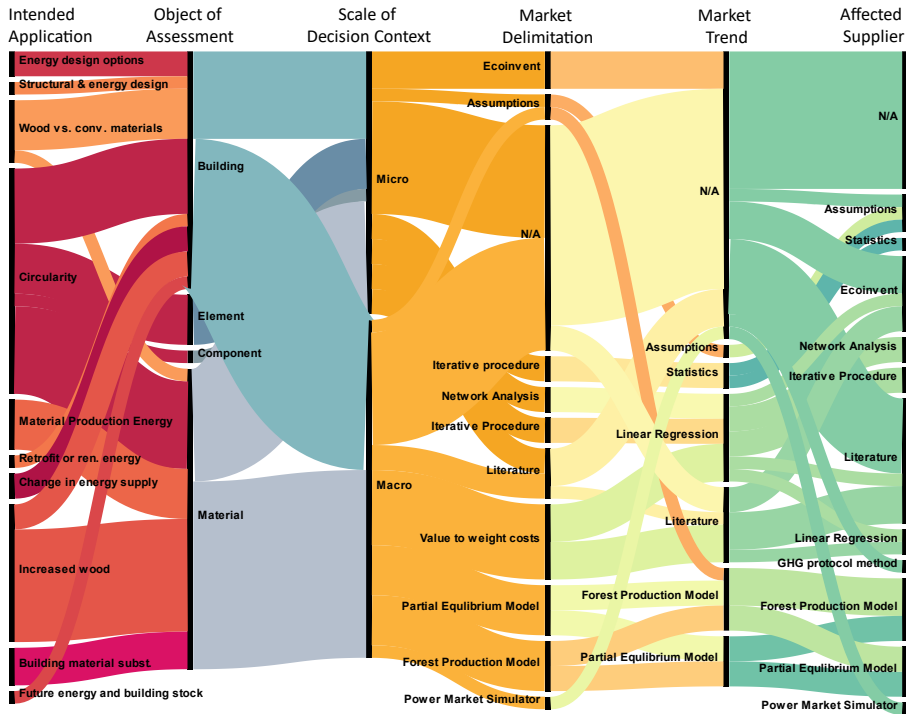 Intended
Application
Object of
Assessment
Scale of
Decision Context
Market
Delimitation
Market
Trend
Affected
Supplier
Energy design options
Structural & energy design
Wood vs. conv. materials
Circularity
Material Production Energy
Retrofit or ren. energy
Change in energy supply
Increased wood
Building material subst.
Future energy and building stock
Building
Element
Component
Material
Micro
Macro
Ecoinvent
Assumptions
N/A
Iterative procedure
Network Analysis
Iterative Procedure
Literature
Value to weight costs
Partial Equlibrium Model
Forest Production Model
Power Market Simulator
N/A
Assumptions
Statistics
Linear Regression
Literature
Forest Production Model
Partial Equlibrium Model
N/A
Assumptions
Statistics
Ecoinvent
Network Analysis
Iterative Procedure
Literature
Linear Regression
GHG protocol method
Forest Production Model
Partial Equlibrium Model
Power Market Simulator